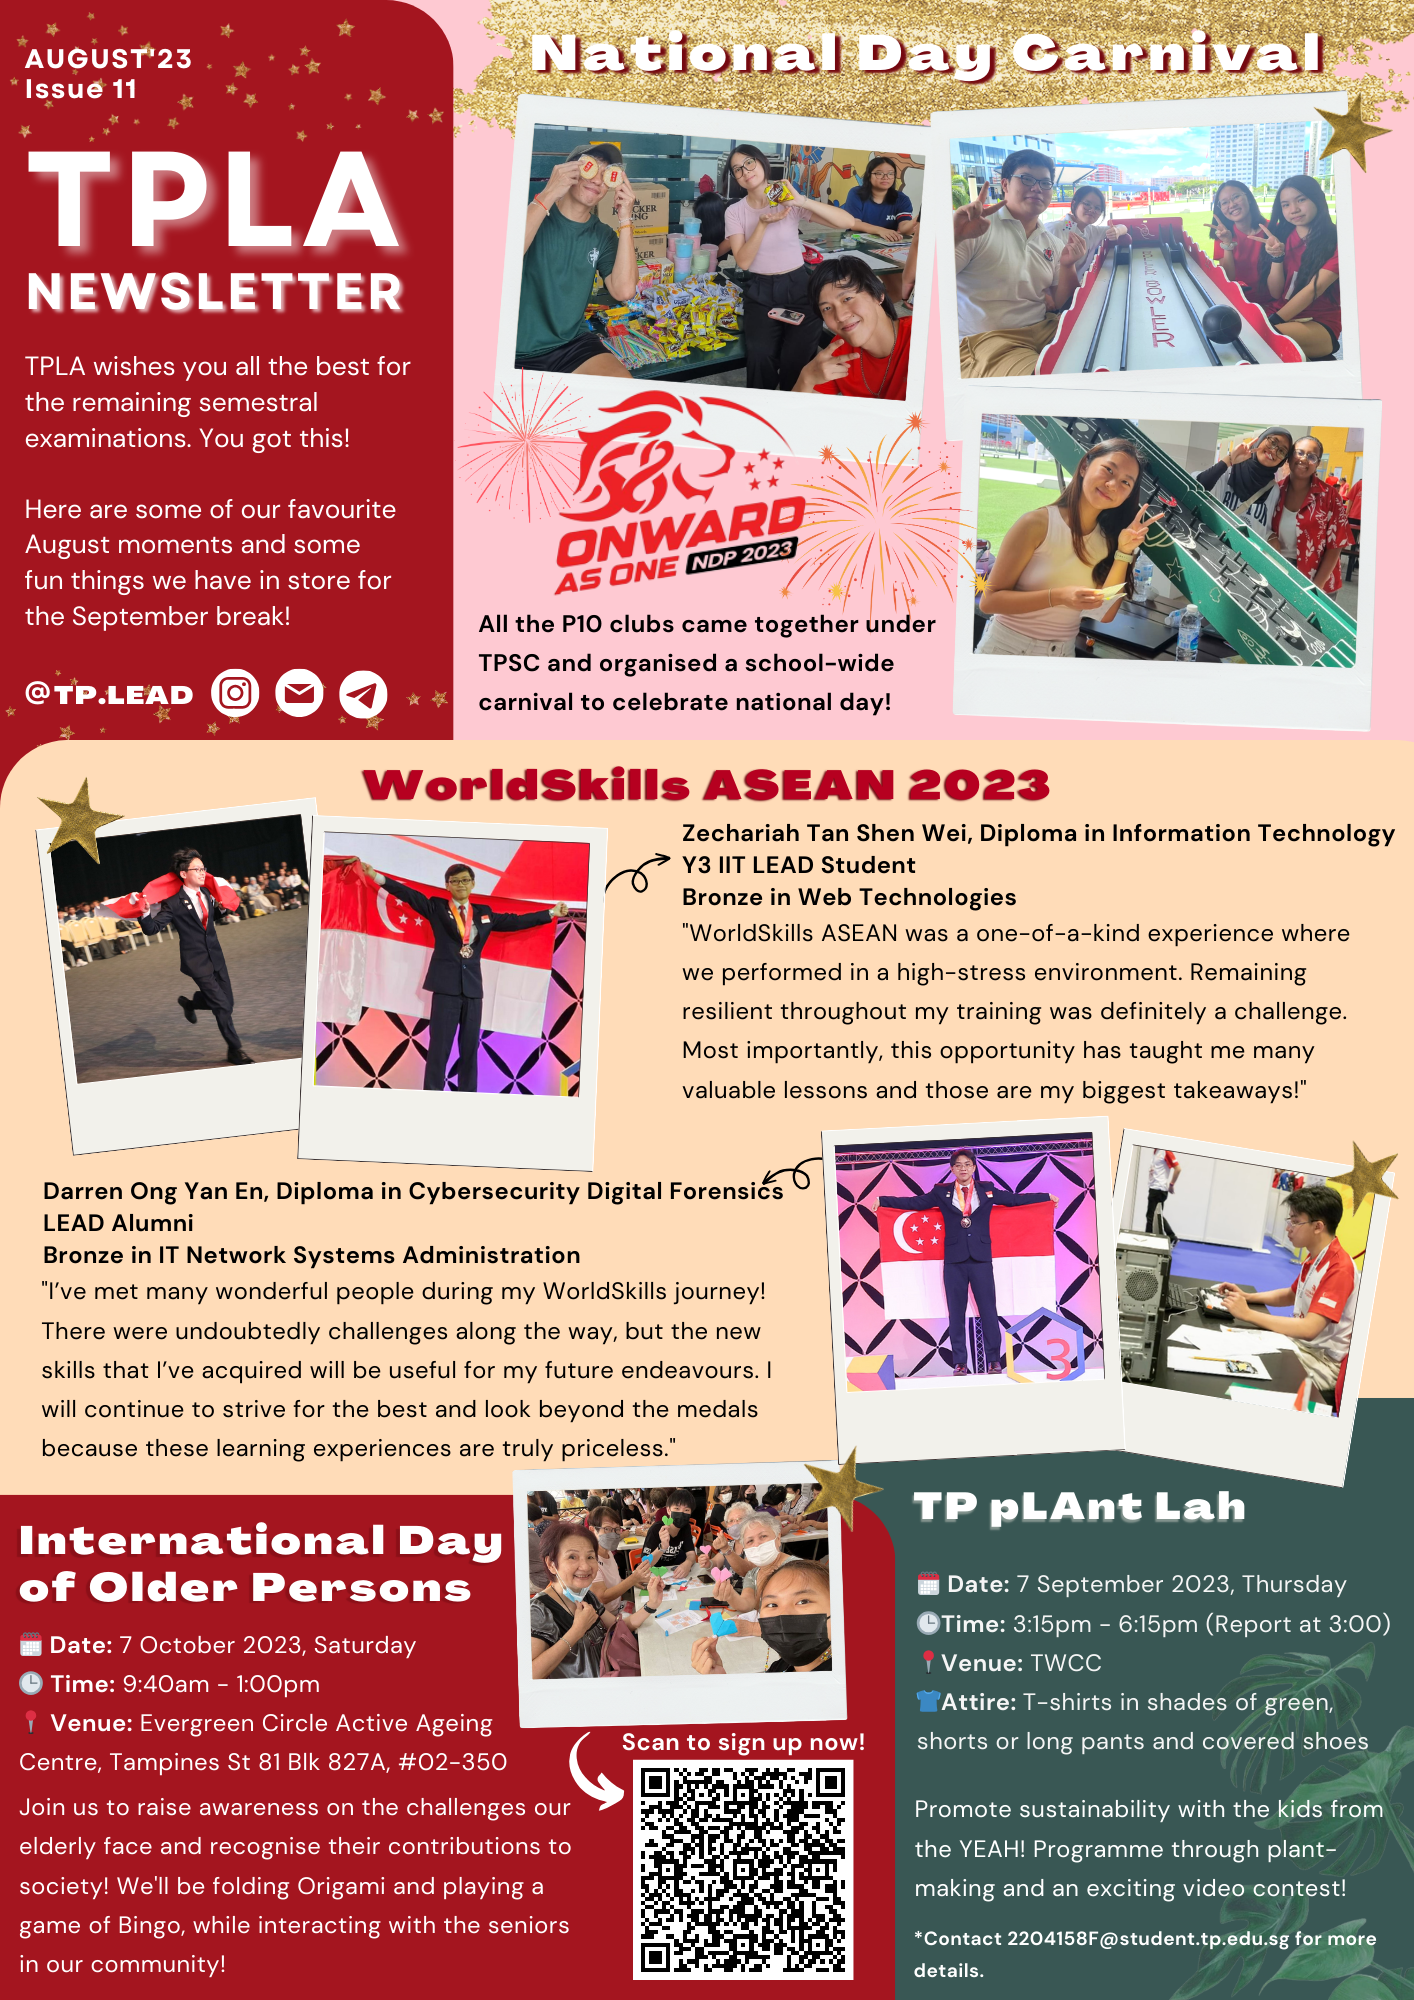 AUGUST'23
Issue 11
TPLA
NEWSLETTER
TPLA wishes you all the best for
the remaining semestral
examinations. You got this!
Here are some of our favourite
August moments and some
fun things we have in store for
the September break!
@TP.LEAD
National Day Carnival
BOWLER
ONWARD
AS ONE NDP 2023
All the P10 clubs came together under
TPSC and organised a school-wide
carnival to celebrate national day!
WorldSkills ASEAN 2023
Zechariah Tan Shen Wei, Diploma in Information Technology
Y3 IIT LEAD Student
Bronze in Web Technologies
"WorldSkills ASEAN was a one-of-a-kind experience where
we performed in a high-stress environment. Remaining
resilient throughout my training was definitely a challenge.
Most importantly, this opportunity has taught me many
valuable lessons and those are my biggest takeaways!"
Darren Ong Yan En, Diploma in Cybersecurity Digital Forensics
LEAD Alumni
Bronze in IT Network Systems Administration
"I've met many wonderful people during my WorldSkills journey!
There were undoubtedly challenges along the way, but the new
skills that I've acquired will be useful for my future endeavours. I
will continue to strive for the best and look beyond the medals
because these learning experiences are truly priceless."
3
International Day
of Older Persons
Date: 7 October 2023, Saturday
Time: 9:40am - 1:00pm
Venue: Evergreen Circle Active Ageing
Centre, Tampines St 81 Blk 827A, #02-350
Join us to raise awareness on the challenges our
elderly face and recognise their contributions to
society! We'll be folding Origami and playing a
game of Bingo, while interacting with the seniors
in our community!
Scan to sign up now!
TP pLAnt Lah
Date: 7 September 2023, Thursday
Time: 3:15pm - 6:15pm (Report at 3:00)
Venue: TWCC
Attire: T-shirts in shades of green,
shorts or long pants and covered shoes
Promote sustainability with the kids from
the YEAH! Programme through plant-
making and an exciting video contest!
*Contact 2204158F@student.tp.edu.sg for more
details.